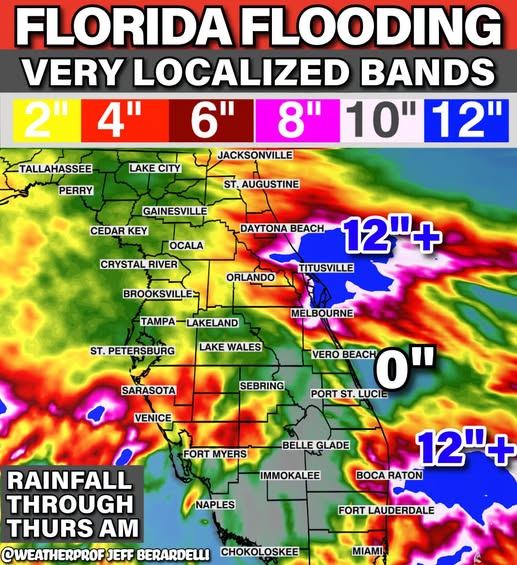 FLORIDA FLOODING
VERY LOCALIZED BANDS
2" 4" 6" 8" 10" 12"
JACKSONVILLE
TALLAHASSEE LAKE CITY
PERRY ST. AUGUSTINE
GAINESVILLE
CEDAR KEY DAYTONA BEACH 12"+
OCALA
CRYSTAL RIVER ORLANDO TITUSVILLE
BROOKSVILLE
MELBOURNE
TAMPA LAKELAND
ST. PETERSBURG LAKE WALES VERO BEACH 0"
SARASOTA SEBRING PORT ST. LUCIE
VENICE
FORT MYERS BELLE GLADE 12"+
IMMOKALEE BOCA RATON
NAPLES FORT LAUDERDALE
CHOKOLOSKEE MIAMI
RAINFALL
THROUGH
THURS AM
@WEATHERPROF JEFF BERARDELLI